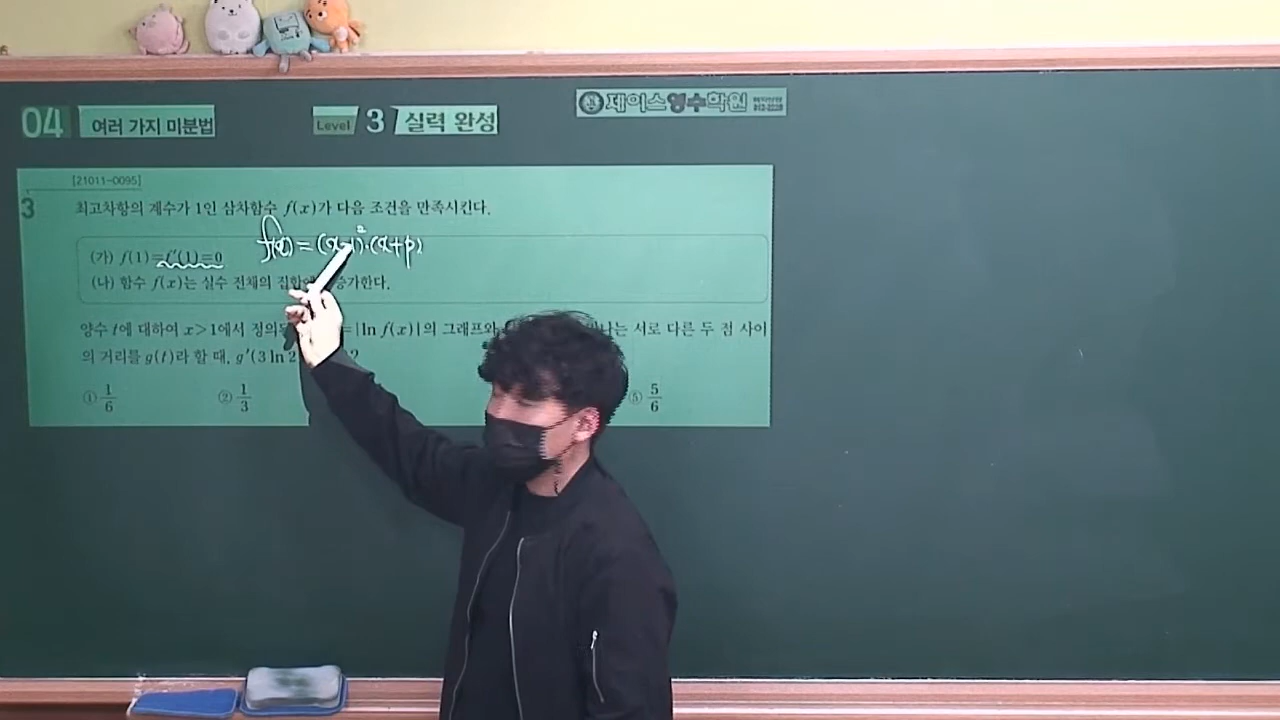 04 여러 가지 미분법 Level 3 실력 완성
제이스영수학원
[21011-0095]
3 최고차항의 계수가 1인 삼차함수 f(x)가 다음 조건을 만족시킨다.
f(x)=(x-1)²·(x+p)
(가) f(1)=f′(1)=0
(나) 함수 f(x)는 실수 전체의 집합에 증가한다.
양수 t에 대하여 x>1에서 정의 =|ln f(x)|의 그래프와 나는 서로 다른 두 점 사이
의 거리를 g(t)라 할 때, g′(3 ln 2 ?
① 1/6 ② 1/3 ⑤ 5/6